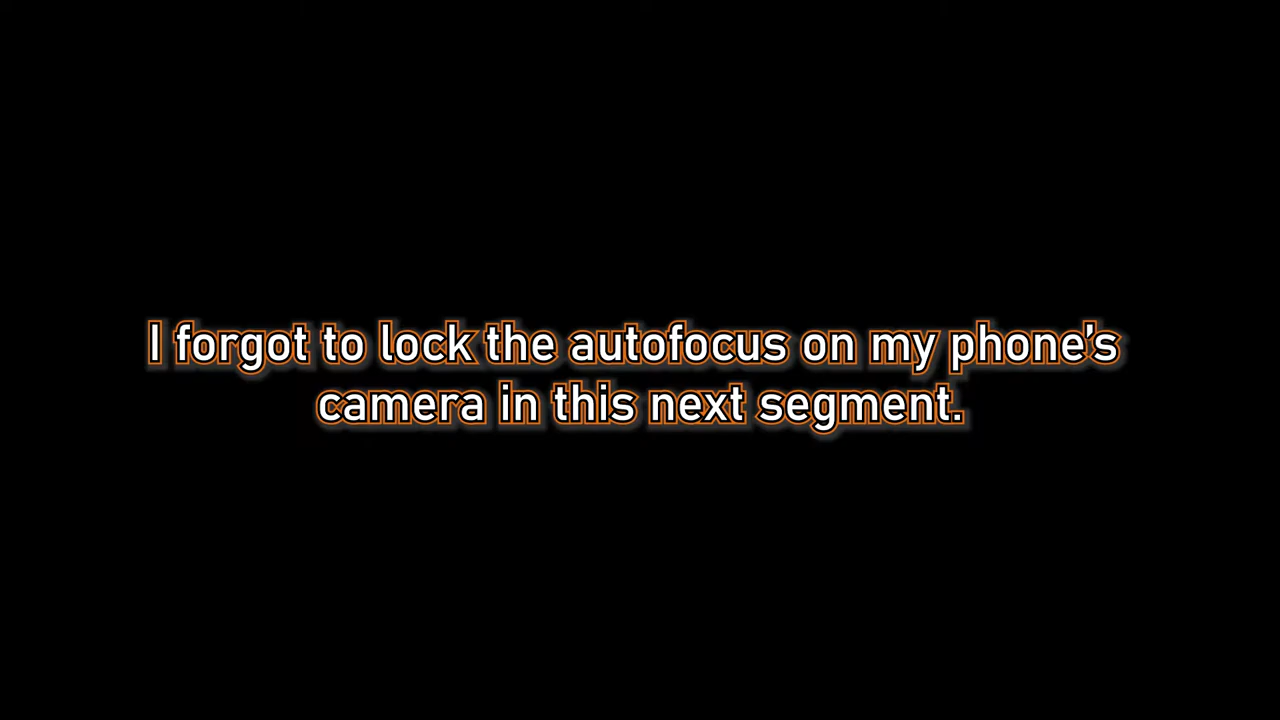 I forgot to lock the autofocus on my phone’s
camera in this next segment.